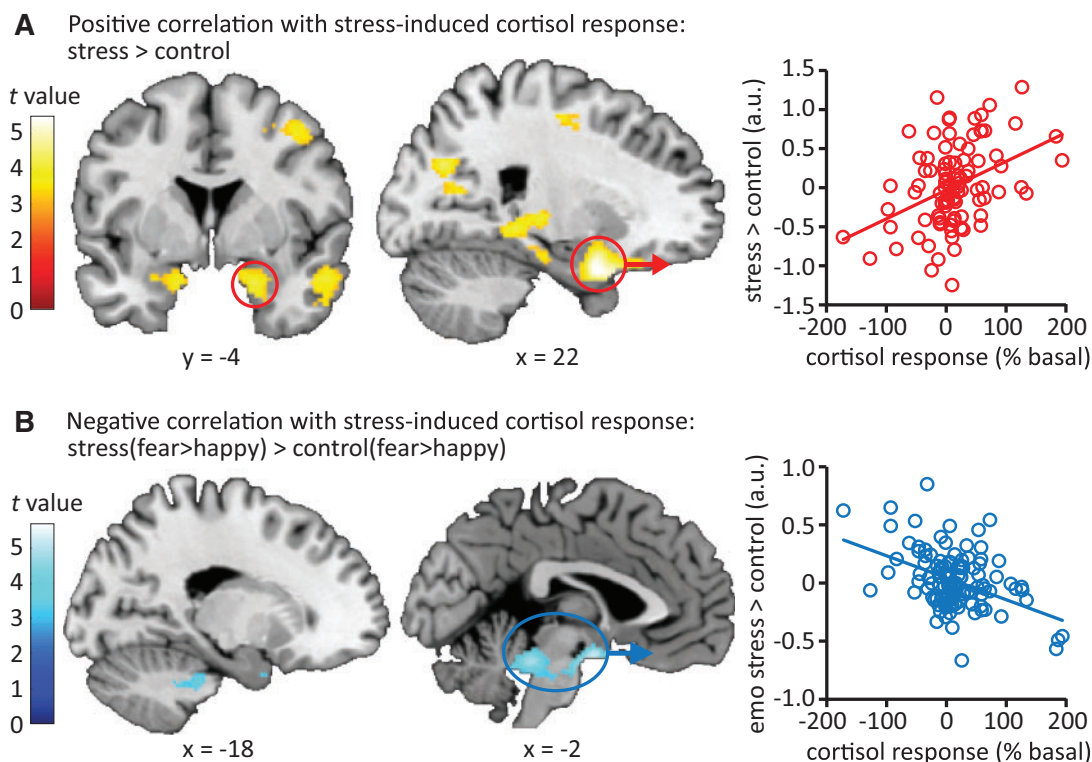 A Positive correlation with stress-induced cortisol response:
stress > control
t value
5
4
3
2
1
0
y = -4
x = 22
stress > control (a.u.)
1.5
1.0
0.5
0
-0.5
-1.0
-1.5
-200 -100 0 100 200
cortisol response (% basal)
B Negative correlation with stress-induced cortisol response:
stress(fear>happy) > control(fear>happy)
t value
5
4
3
2
1
0
x = -18
x = -2
emo stress > control (a.u.)
1.0
0.5
0
-0.5
-1.0
-200 -100 0 100 200
cortisol response (% basal)